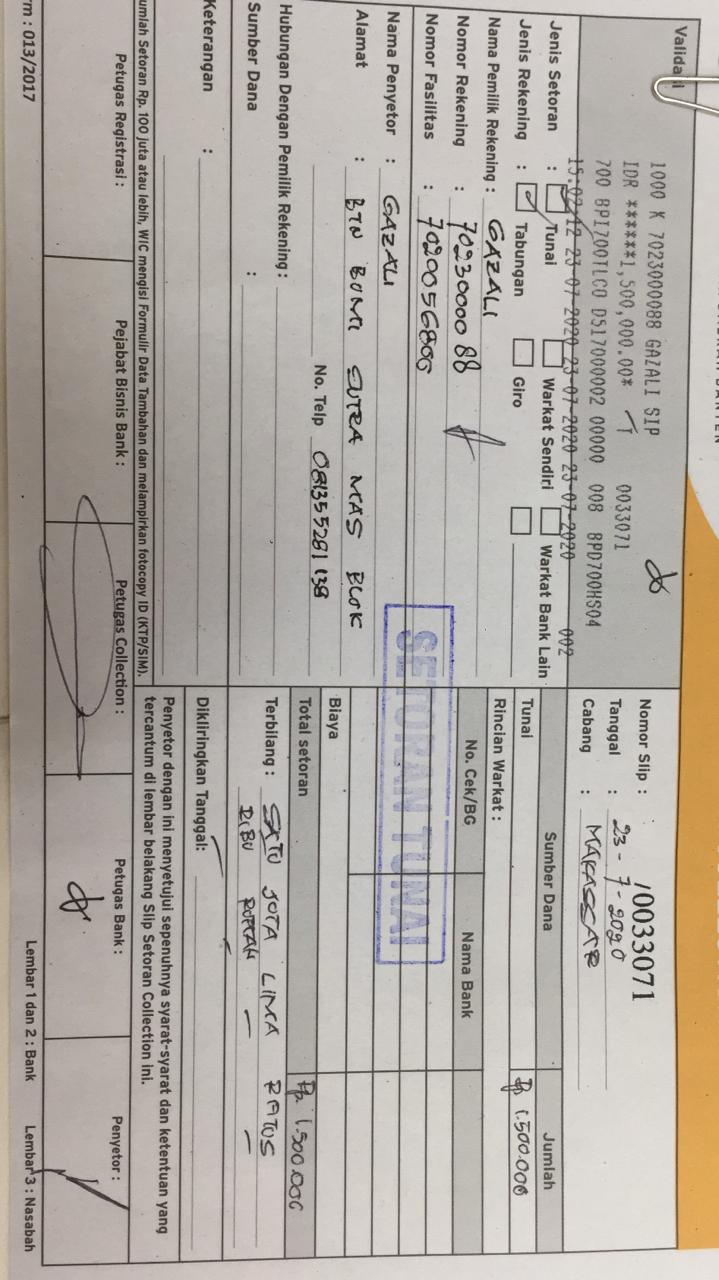 Validasi
1000 K 7023000088 GAZALI SIP
IDR ******1,500,000.00* T 0033071
700 BPI700TLCO D517000002 00000 008 BPD700HS04
15:02:12 23-07-2020 23-07-2020 23-07-2020 002
Jenis Setoran : Tunai Warkat Sendiri Warkat Bank Lain
Jenis Rekening : Tabungan Giro
Nama Pemilik Rekening : GAZALI
Nomor Rekening : 7023000088
Nomor Fasilitas : 7020056806
Nama Penyetor : GAZALI
Alamat : BTN BUMI SUTRA MAS BLOK
No. Telp 081355281138
Hubungan Dengan Pemilik Rekening :
Sumber Dana :
Keterangan :
Nomor Slip : 0033071
Tanggal : 23-7-2020
Cabang : MAKASSAR
Sumber Dana Jumlah
Tunai Rp 1.500.000
Rincian Warkat :
No. Cek/BG Nama Bank
SETORAN TUNAI
Biaya
Total setoran Rp. 1.500.000
Terbilang : SATU JUTA LIMA RATUS
RIBU RUPIAH
Dikliringkan Tanggal:
umlah Setoran Rp. 100 juta atau lebih, WIC mengisi Formulir Data Tambahan dan melampirkan fotocopy ID (KTP/SIM).
Penyetor dengan ini menyetujui sepenuhnya syarat-syarat dan ketentuan yang
tercantum di lembar belakang Slip Setoran Collection ini.
Petugas Registrasi : Pejabat Bisnis Bank : Petugas Collection : Petugas Bank : Penyetor :
rm : 013/2017 Lembar 1 dan 2 : Bank Lembar 3 : Nasabah